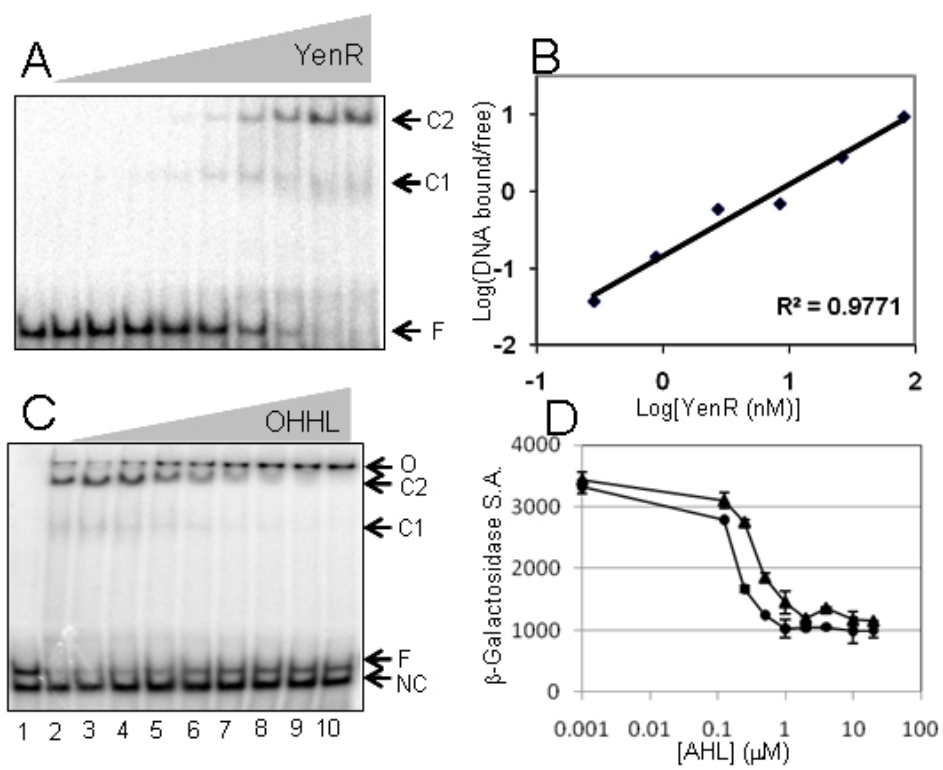 A
YenR
C2
C1
F
B
Log(DNA bound/free)
1
0
-1
-2
R² = 0.9771
-1 0 1 2
Log[YenR (nM)]
C
OHHL
O
C2
C1
F
NC
1 2 3 4 5 6 7 8 9 10
D
β-Galactosidase S.A.
4000
3000
2000
1000
0
0.001 0.01 0.1 1 10 100
[AHL] (μM)